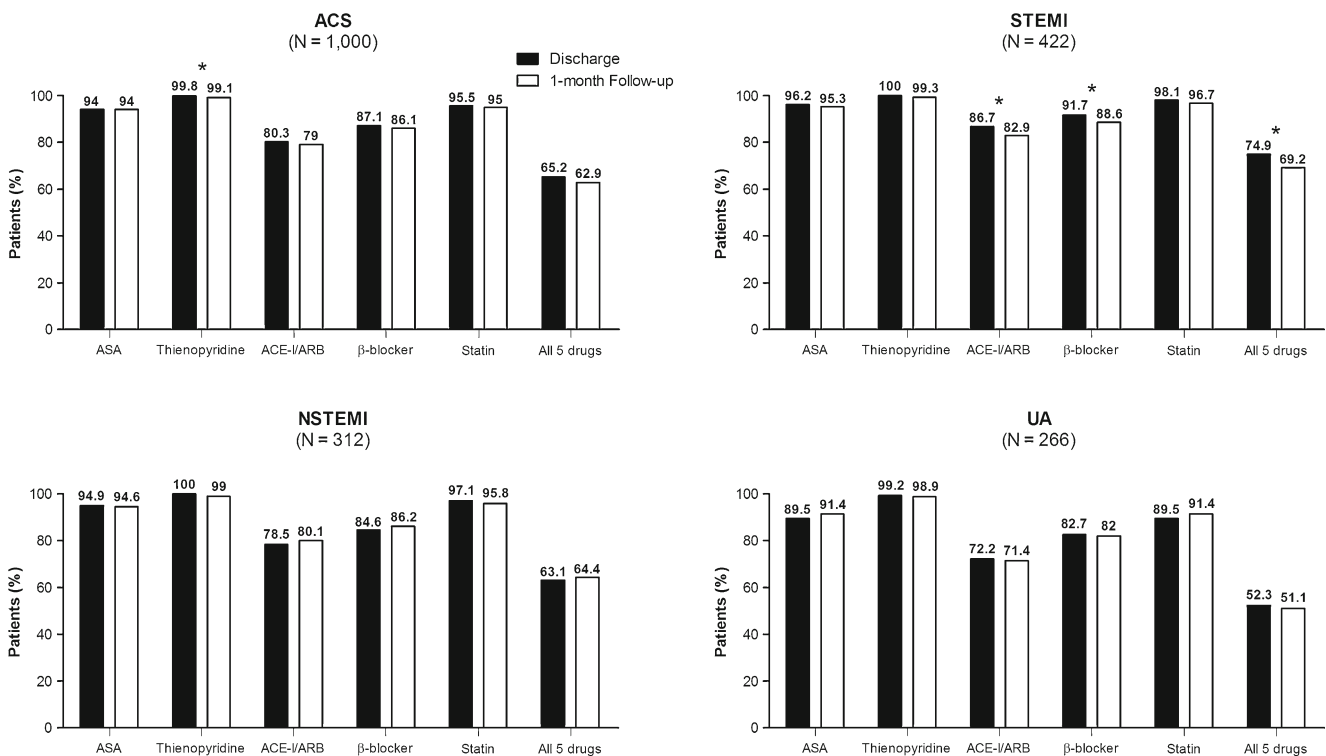 ACS
(N = 1,000)
Discharge
1-month Follow-up
Patients (%)
100
80
60
40
20
0
94 94
*
99.8 99.1
80.3 79
87.1 86.1
95.5 95
65.2 62.9
ASA Thienopyridine ACE-I/ARB β-blocker Statin All 5 drugs
STEMI
(N = 422)
Patients (%)
100
80
60
40
20
0
96.2 95.3
100 99.3
*
86.7 82.9
*
91.7 88.6
98.1 96.7
*
74.9 69.2
ASA Thienopyridine ACE-I/ARB β-blocker Statin All 5 drugs
NSTEMI
(N = 312)
Patients (%)
100
80
60
40
20
0
94.9 94.6
100 99
78.5 80.1
84.6 86.2
97.1 95.8
63.1 64.4
ASA Thienopyridine ACE-I/ARB β-blocker Statin All 5 drugs
UA
(N = 266)
Patients (%)
100
80
60
40
20
0
89.5 91.4
99.2 98.9
72.2 71.4
82.7 82
89.5 91.4
52.3 51.1
ASA Thienopyridine ACE-I/ARB β-blocker Statin All 5 drugs